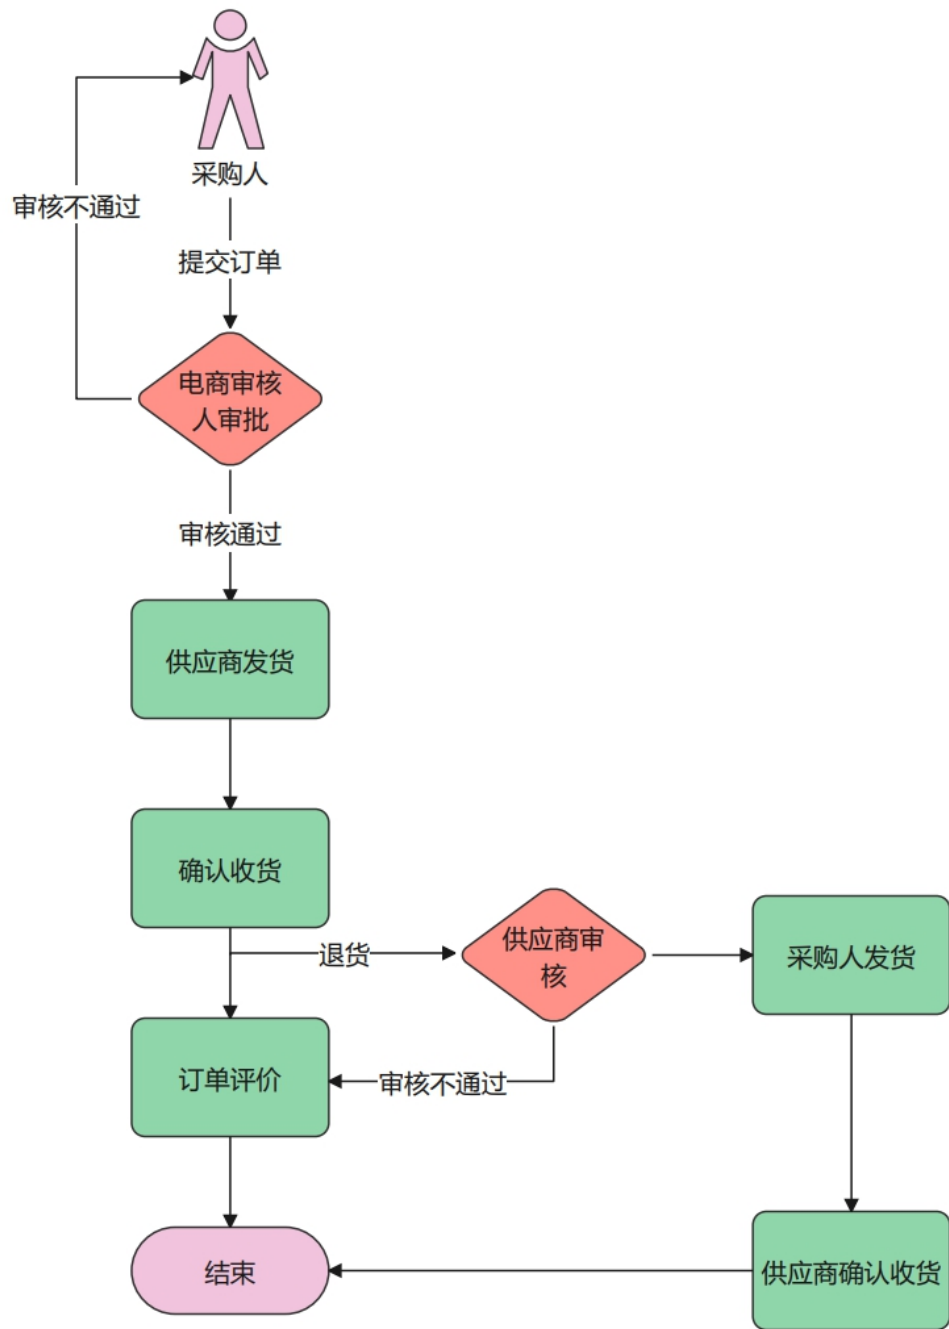 采购人
审核不通过
提交订单
电商审核
人审批
审核通过
供应商发货
确认收货
退货
供应商审
核
采购人发货
订单评价
审核不通过
结束
供应商确认收货